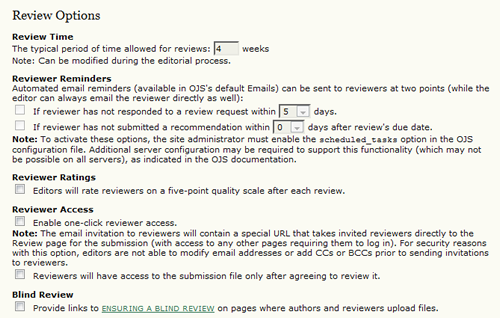 Review Options
Review Time
The typical period of time allowed for reviews: 4 weeks
Note: Can be modified during the editorial process.
Reviewer Reminders
Automated email reminders (available in OJS's default Emails) can be sent to reviewers at two points (while the
editor can always email the reviewer directly as well):
If reviewer has not responded to a review request within 5 days.
If reviewer has not submitted a recommendation within 0 days after review's due date.
Note: To activate these options, the site administrator must enable the scheduled_tasks option in the OJS
configuration file. Additional server configuration may be required to support this functionality (which may not
be possible on all servers), as indicated in the OJS documentation.
Reviewer Ratings
Editors will rate reviewers on a five-point quality scale after each review.
Reviewer Access
Enable one-click reviewer access.
Note: The email invitation to reviewers will contain a special URL that takes invited reviewers directly to the
Review page for the submission (with access to any other pages requiring them to log in). For security reasons
with this option, editors are not able to modify email addresses or add CCs or BCCs prior to sending invitations
to reviewers.
Reviewers will have access to the submission file only after agreeing to review it.
Blind Review
Provide links to ENSURING A BLIND REVIEW on pages where authors and reviewers upload files.